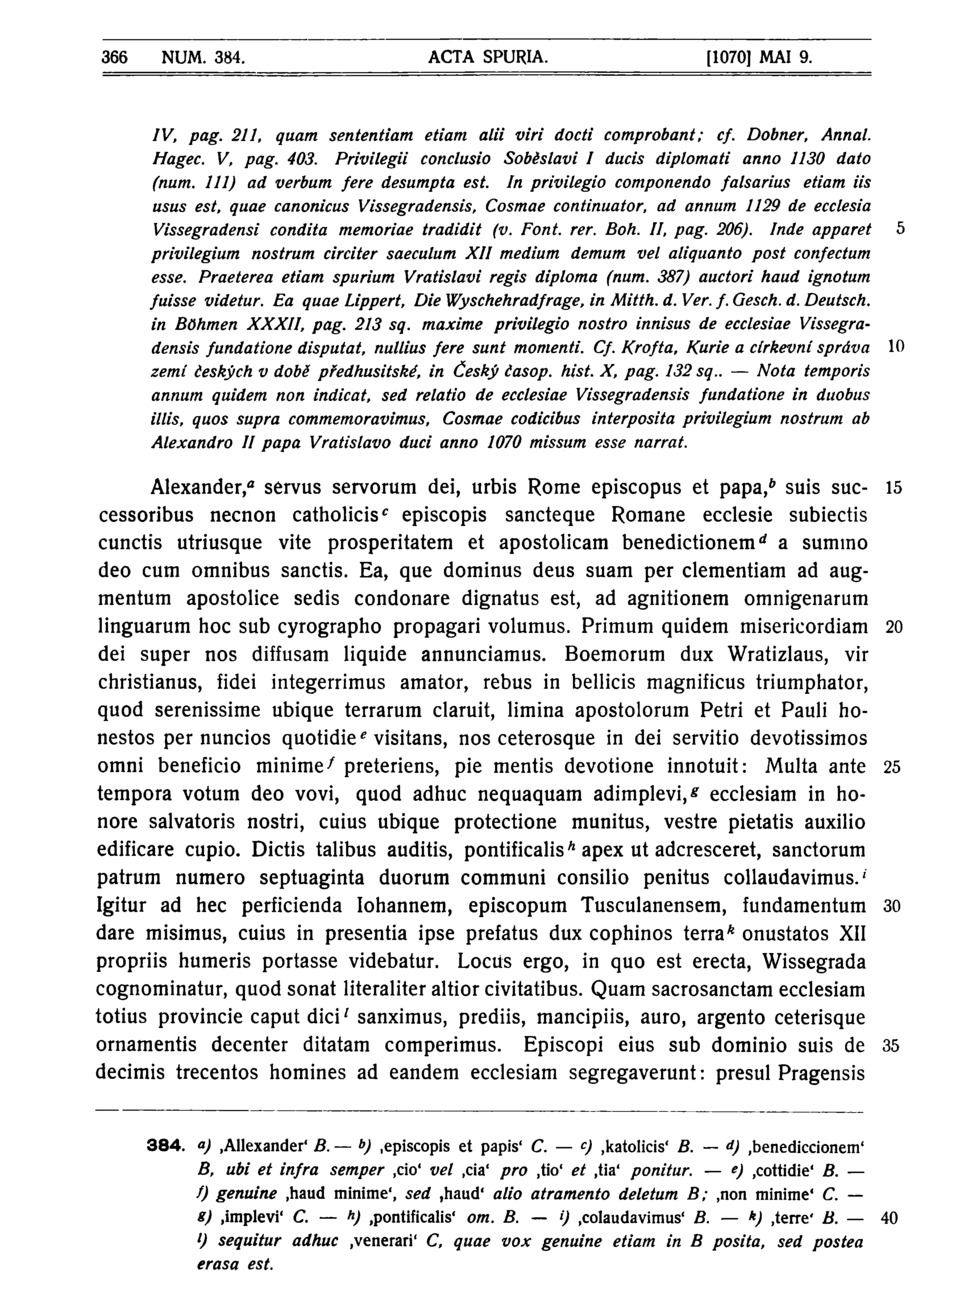 366 NUM. 384. ACTA SPURIA. [1070] MAI 9.
IV, pag. 211, quam sententiam etiam alii viri docti comprobant; cf. Dobner, Annal.
Hagec. V, pag. 403. Privilegii conclusio Soběslavi I ducis diplomati anno 1130 dato
(num. 111) ad verbum fere desumpta est. In privilegio componendo falsarius etiam iis
usus est, quae canonicus Vissegradensis, Cosmae continuator, ad annum 1129 de ecclesia
Vissegradensi condita memoriae tradidit (v. Font. rer. Boh. II, pag. 206). Inde apparet 5
privilegium nostrum circiter saeculum XII medium demum vel aliquanto post confectum
esse. Praeterea etiam spurium Vratislavi regis diploma (num. 387) auctori haud ignotum
fuisse videtur. Ea quae Lippert, Die Wyschehradfrage, in Mitth. d. Ver. f. Gesch. d. Deutsch.
in Böhmen XXXII, pag. 213 sq. maxime privilegio nostro innisus de ecclesiae Vissegra-
densis fundatione disputat, nullius fere sunt momenti. Cf. Krofta, Kurie a církevní správa 10
zemí českých v době předhusitské, in Český časop. hist. X, pag. 132 sq.. — Nota temporis
annum quidem non indicat, sed relatio de ecclesiae Vissegradensis fundatione in duobus
illis, quos supra commemoravimus, Cosmae codicibus interposita privilegium nostrum ab
Alexandro II papa Vratislavo duci anno 1070 missum esse narrat.
Alexander,ᵃ servus servorum dei, urbis Rome episcopus et papa,ᵇ suis suc- 15
cessoribus necnon catholicisᶜ episcopis sancteque Romane ecclesie subiectis
cunctis utriusque vite prosperitatem et apostolicam benedictionemᵈ a summo
deo cum omnibus sanctis. Ea, que dominus deus suam per clementiam ad aug-
mentum apostolice sedis condonare dignatus est, ad agnitionem omnigenarum
linguarum hoc sub cyrographo propagari volumus. Primum quidem misericordiam 20
dei super nos diffusam liquide annunciamus. Boemorum dux Wratizlaus, vir
christianus, fidei integerrimus amator, rebus in bellicis magnificus triumphator,
quod serenissime ubique terrarum claruit, limina apostolorum Petri et Pauli ho-
nestos per nuncios quotidieᵉ visitans, nos ceterosque in dei servitio devotissimos
omni beneficio minimeᶠ preteriens, pie mentis devotione innotuit: Multa ante 25
tempora votum deo vovi, quod adhuc nequaquam adimplevi,ᵍ ecclesiam in ho-
nore salvatoris nostri, cuius ubique protectione munitus, vestre pietatis auxilio
edificare cupio. Dictis talibus auditis, pontificalisʰ apex ut adcresceret, sanctorum
patrum numero septuaginta duorum communi consilio penitus collaudavimus.ⁱ
Igitur ad hec perficienda Iohannem, episcopum Tusculanensem, fundamentum 30
dare misimus, cuius in presentia ipse prefatus dux cophinos terraᵏ onustatos XII
propriis humeris portasse videbatur. Locus ergo, in quo est erecta, Wissegrada
cognominatur, quod sonat literaliter altior civitatibus. Quam sacrosanctam ecclesiam
totius provincie caput diciˡ sanximus, prediis, mancipiis, auro, argento ceterisque
ornamentis decenter ditatam comperimus. Episcopi eius sub dominio suis de 35
decimis trecentos homines ad eandem ecclesiam segregaverunt: presul Pragensis
384. a) ‚Allexander‘ B. — b) ‚episcopis et papis‘ C. — c) ‚katolicis‘ B. — d) ‚benediccionem‘
B, ubi et infra semper ‚cio‘ vel ‚cia‘ pro ‚tio‘ et ‚tia‘ ponitur. — e) ‚cottidie‘ B. —
f) genuine ‚haud minime‘, sed ‚haud‘ alio atramento deletum B; ‚non minime‘ C. —
g) ‚implevi‘ C. — h) ‚pontificalis‘ om. B. — i) ‚colaudavimus‘ B. — k) ‚terre‘ B. — 40
l) sequitur adhuc ‚venerari‘ C, quae vox genuine etiam in B posita, sed postea
erasa est.